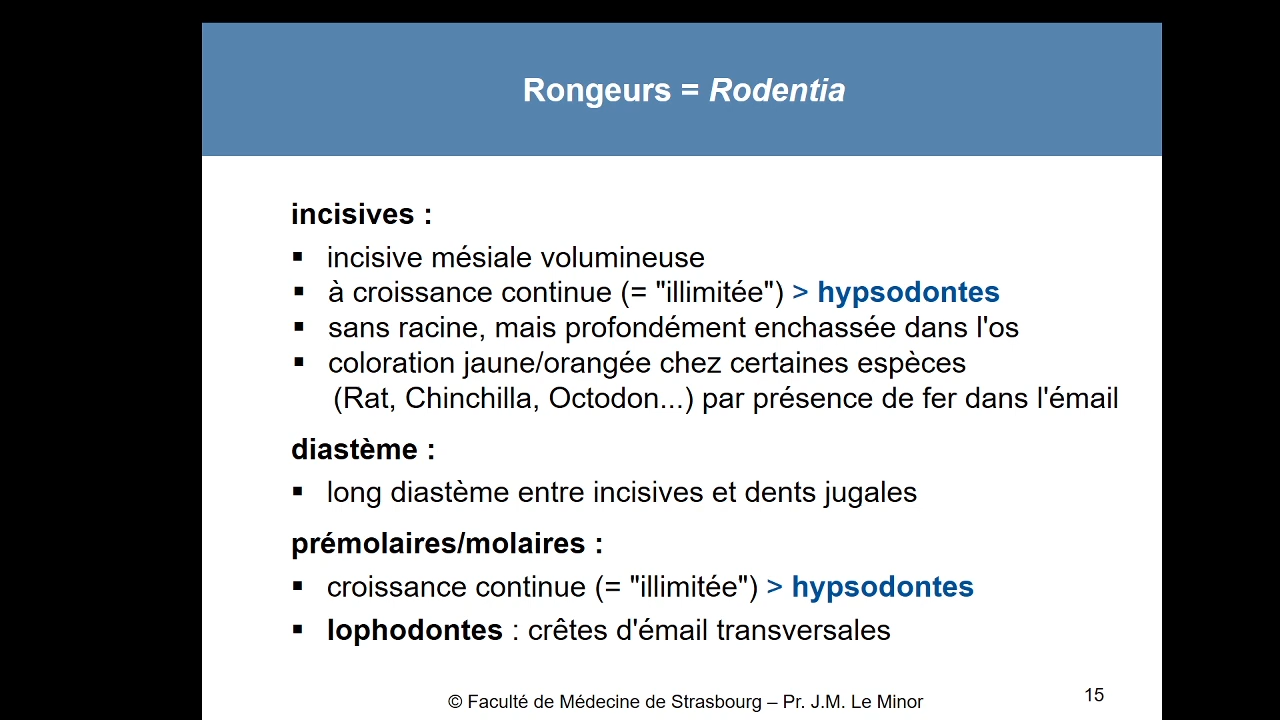 Rongeurs = Rodentia
incisives :
▪ incisive mésiale volumineuse
▪ à croissance continue (= "illimitée") > hypsodontes
▪ sans racine, mais profondément enchassée dans l'os
▪ coloration jaune/orangée chez certaines espèces
(Rat, Chinchilla, Octodon...) par présence de fer dans l'émail
diastème :
▪ long diastème entre incisives et dents jugales
prémolaires/molaires :
▪ croissance continue (= "illimitée") > hypsodontes
▪ lophodontes : crêtes d'émail transversales
© Faculté de Médecine de Strasbourg – Pr. J.M. Le Minor
15